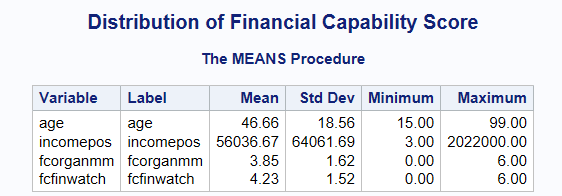 Distribution of Financial Capability Score
The MEANS Procedure
Variable Label Mean Std Dev Minimum Maximum
age age 46.66 18.56 15.00 99.00
incomepos incomepos 56036.67 64061.69 3.00 2022000.00
fcorganmm fcorganmm 3.85 1.62 0.00 6.00
fcfinwatch fcfinwatch 4.23 1.52 0.00 6.00